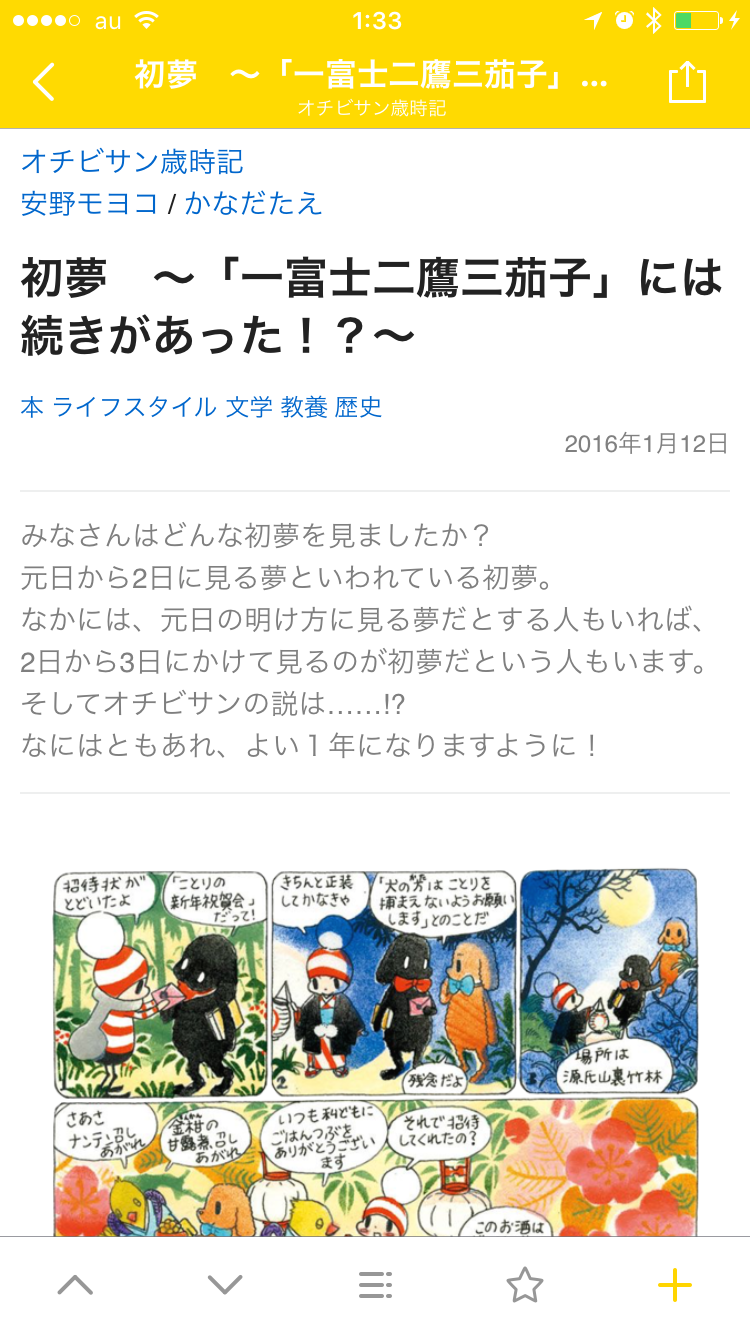 au
1:33
初夢　〜「一富士二鷹三茄子」...
オチビサン歳時記
オチビサン歳時記
安野モヨコ / かなだたえ
初夢　〜「一富士二鷹三茄子」には
続きがあった！？〜
本 ライフスタイル 文学 教養 歴史
2016年1月12日
みなさんはどんな初夢を見ましたか？
元日から2日に見る夢といわれている初夢。
なかには、元日の明け方に見る夢だとする人もいれば、
2日から3日にかけて見るのが初夢だという人もいます。
そしてオチビサンの説は……!?
なにはともあれ、よい１年になりますように！
招待状が
とどいたよ
「ことりの
新年祝賀会」
だって!
きちんと正装
してかなきゃ
「犬の方はことりを
捕まえないようお願い
します」とのことだ
残念だよ
2
場所は
源氏山裏竹林
3
さあさ
ナンテン召し
あがれ
金柑の
甘露煮召し
あがれ
いつも私どもに
ごはんつぶを
ありがとうござい
ます
それで招待
してくれたの?
このお酒は